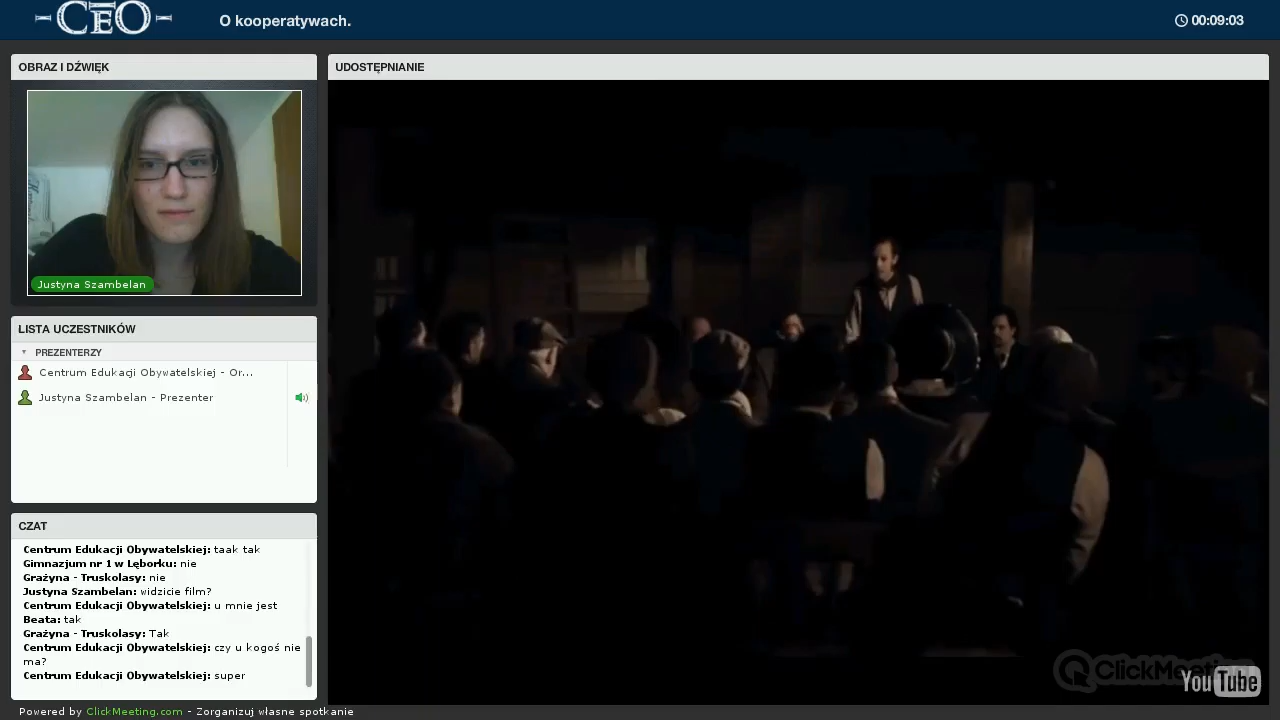 CEO
O kooperatywach.
00:09:03
OBRAZ I DŹWIĘK
Justyna Szambelan
LISTA UCZESTNIKÓW
PREZENTERZY
Centrum Edukacji Obywatelskiej - Or...
Justyna Szambelan - Prezenter
CZAT
Centrum Edukacji Obywatelskiej: taak tak
Gimnazjum nr 1 w Lęborku: nie
Grażyna - Truskolasy: nie
Justyna Szambelan: widzicie film?
Centrum Edukacji Obywatelskiej: u mnie jest
Beata: tak
Grażyna - Truskolasy: Tak
Centrum Edukacji Obywatelskiej: czy u kogoś nie
ma?
Centrum Edukacji Obywatelskiej: super
UDOSTĘPNIANIE
ClickMeeting
YouTube
Powered by ClickMeeting.com - Zorganizuj własne spotkanie